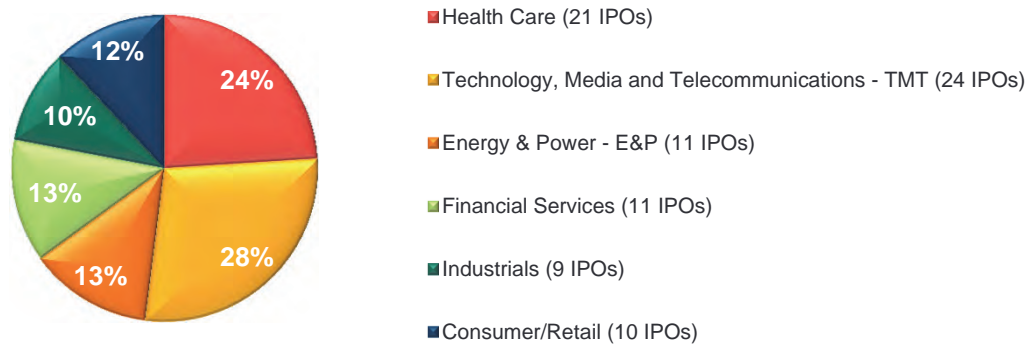 12%
24%
10%
13%
13%
28%
Health Care (21 IPOs)
Technology, Media and Telecommunications - TMT (24 IPOs)
Energy & Power - E&P (11 IPOs)
Financial Services (11 IPOs)
Industrials (9 IPOs)
Consumer/Retail (10 IPOs)